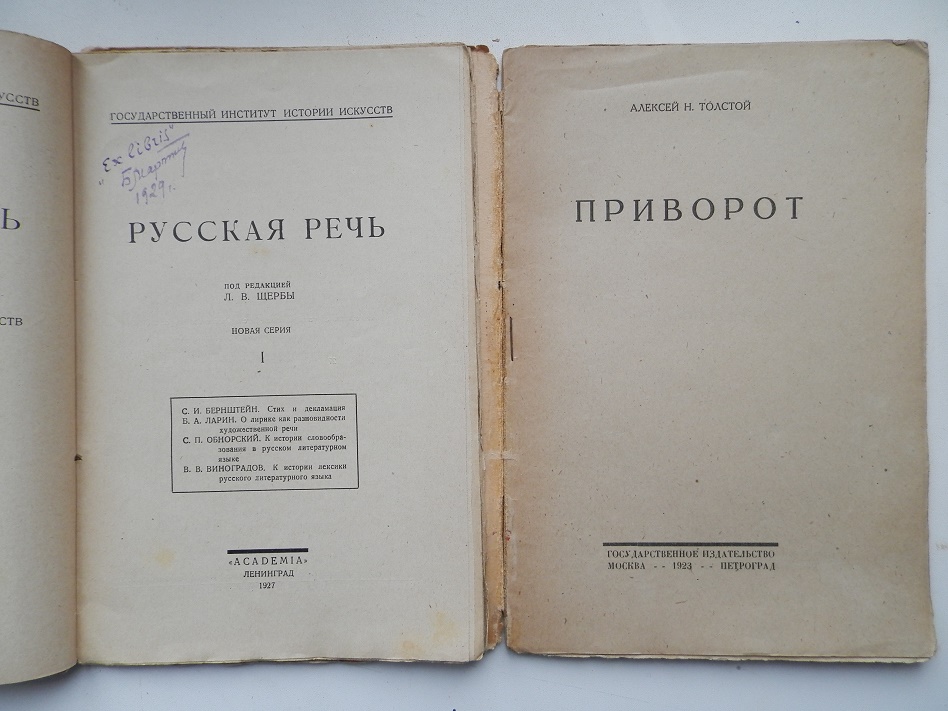 УССТВ
Ь
СТВ
ГОСУДАРСТВЕННЫЙ ИНСТИТУТ ИСТОРИИ ИСКУССТВ
"Ex libris"
1929 г.
РУССКАЯ РЕЧЬ
ПОД РЕДАКЦИЕЙ
Л. В. ЩЕРБЫ
НОВАЯ СЕРИЯ
I
С. И. БЕРНШТЕЙН. Стих и декламация
Б. А. ЛАРИН. О лирике как разновидности
художественной речи
С. П. ОБНОРСКИЙ. К истории словообра-
зования в русском литературном
языке
В. В. ВИНОГРАДОВ. К истории лексики
русского литературного языка
«ACADEMIA»
ЛЕНИНГРАД
1927
АЛЕКСЕЙ Н. ТОЛСТОЙ
ПРИВОРОТ
ГОСУДАРСТВЕННОЕ ИЗДАТЕЛЬСТВО
МОСКВА - - 1923 - - ПЕТРОГРАД